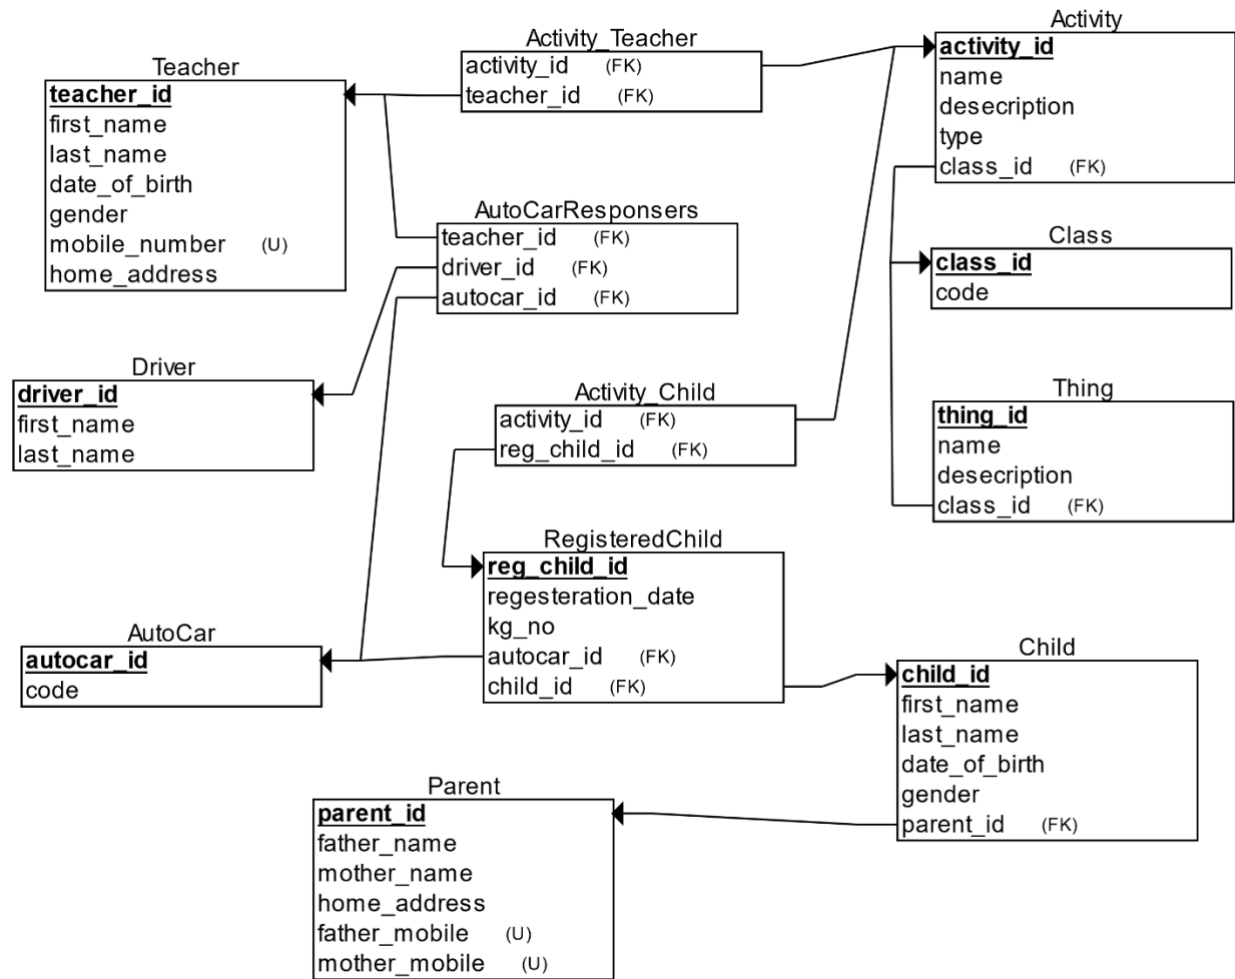 Teacher
teacher_id
first_name
last_name
date_of_birth
gender
mobile_number (U)
home_address
Activity_Teacher
activity_id (FK)
teacher_id (FK)
Activity
activity_id
name
desecription
type
class_id (FK)
AutoCarResponsers
teacher_id (FK)
driver_id (FK)
autocar_id (FK)
Class
class_id
code
Driver
driver_id
first_name
last_name
Activity_Child
activity_id (FK)
reg_child_id (FK)
Thing
thing_id
name
desecription
class_id (FK)
RegisteredChild
reg_child_id
regesteration_date
kg_no
autocar_id (FK)
child_id (FK)
AutoCar
autocar_id
code
Child
child_id
first_name
last_name
date_of_birth
gender
parent_id (FK)
Parent
parent_id
father_name
mother_name
home_address
father_mobile (U)
mother_mobile (U)